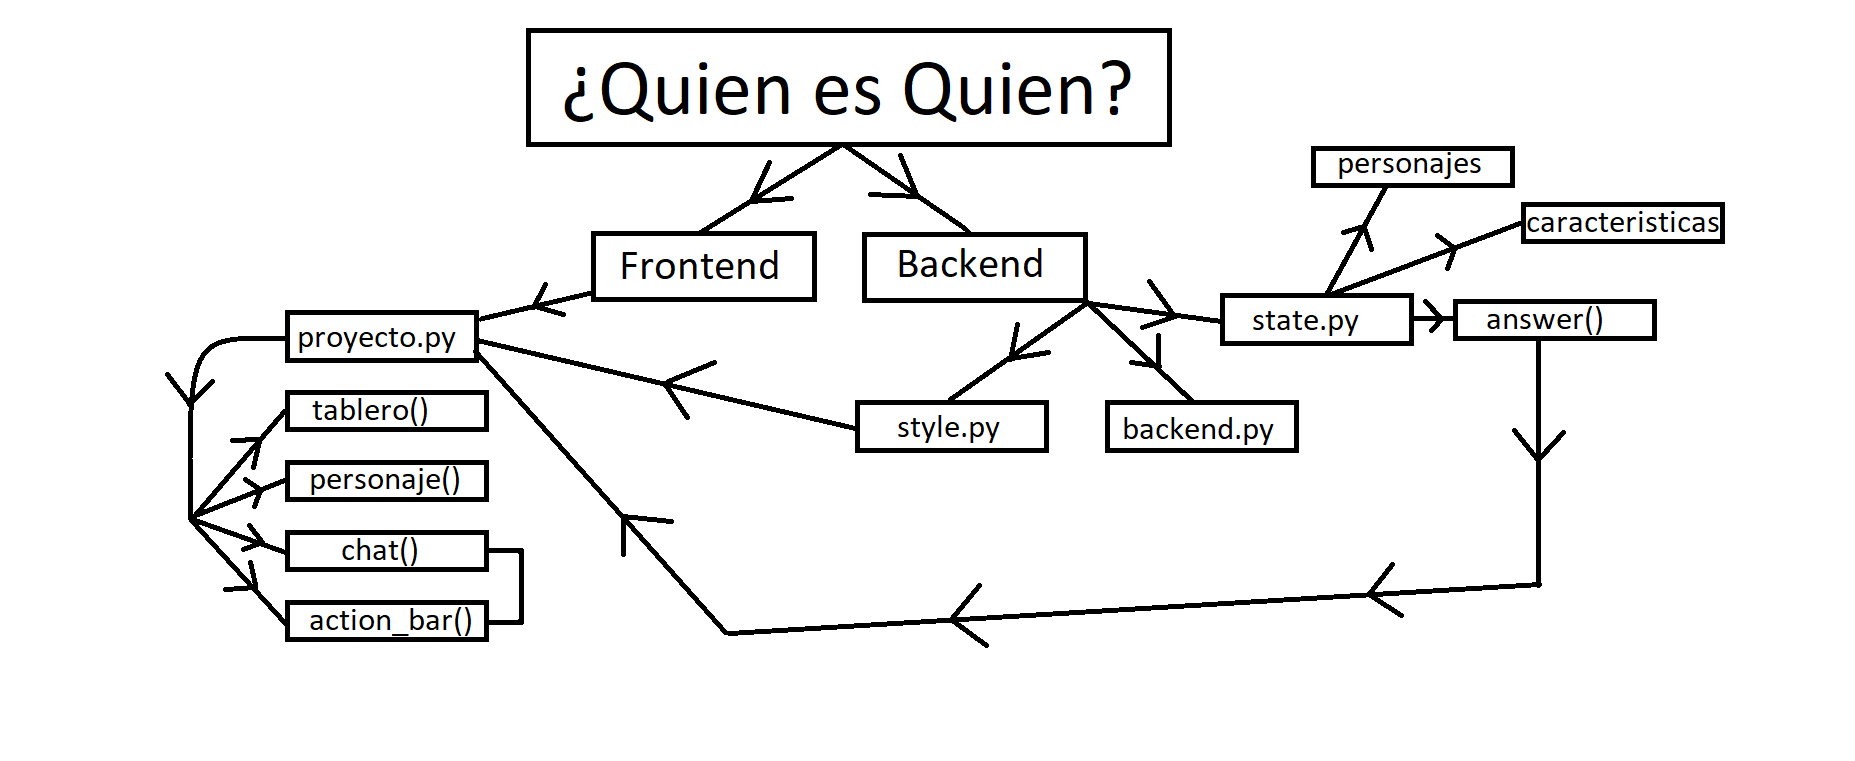 ¿Quien es Quien?
personajes
caracteristicas
Frontend
Backend
proyecto.py
state.py
answer()
tablero()
style.py
backend.py
personaje()
chat()
action_bar()